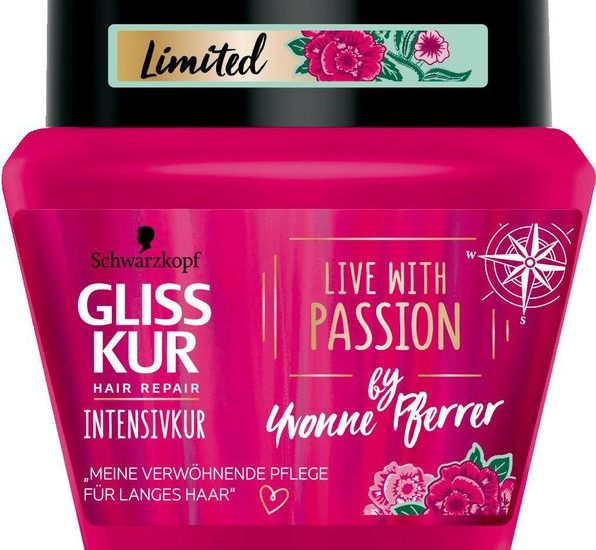 Limited
Schwarzkopf
GLISS
KUR
HAIR REPAIR
INTENSIVKUR
„MEINE VERWÖHNENDE PFLEGE
FÜR LANGES HAAR“
LIVE WITH
PASSION
by
Yvonne Pferrer
W
S